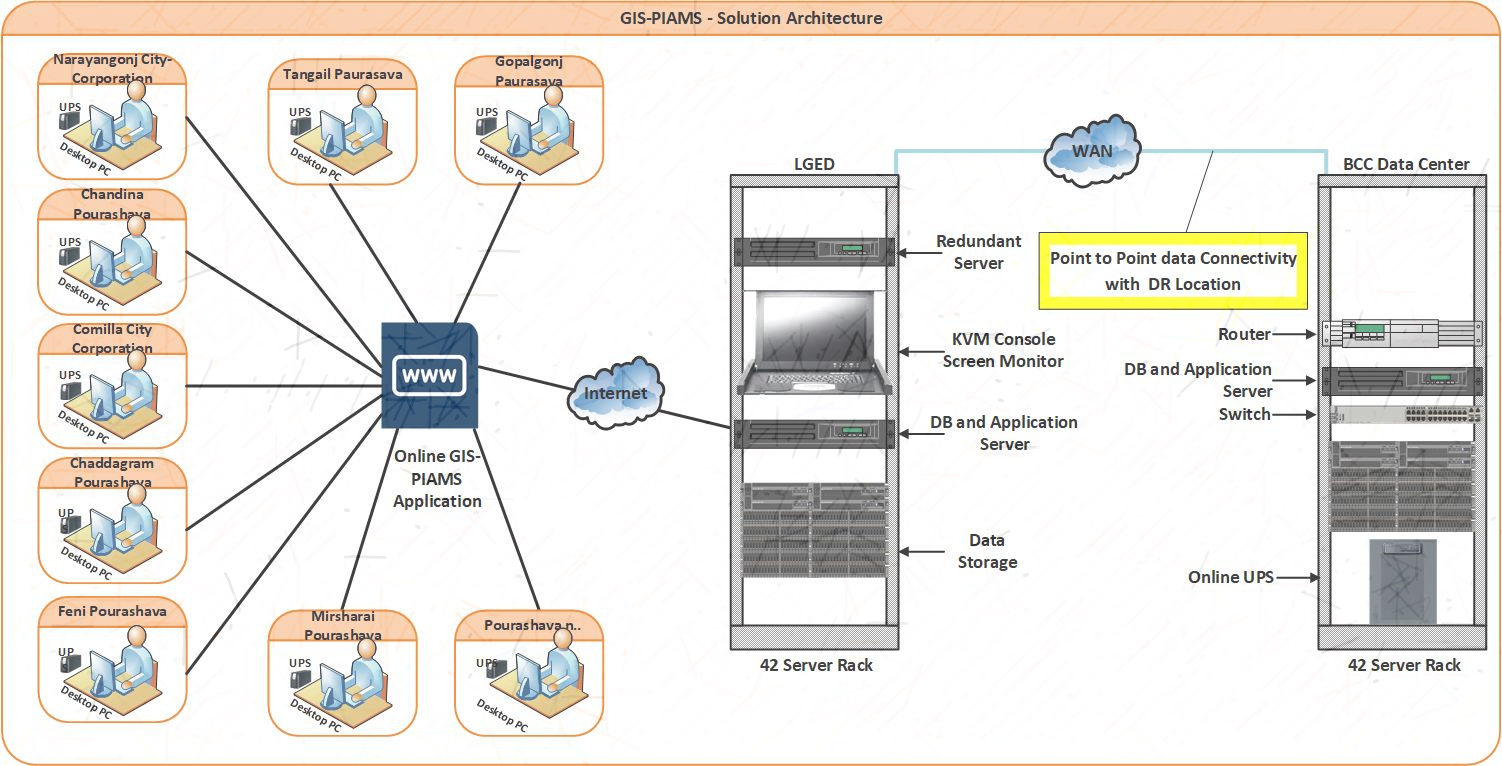 GIS-PIAMS - Solution Architecture
Narayangonj City-
Corporation
UPS
Desktop PC
Tangail Paurasava
UPS
Desktop PC
Gopalgonj
Paurasava
UPS
Desktop PC
Chandina
Pourashava
UPS
Desktop PC
Comilla City
Corporation
UPS
Desktop PC
Chaddagram
Pourashava
UP
S
Desktop PC
Feni Pourashava
UP
S
Desktop PC
Mirsharai
Pourashava
UPS
Desktop PC
Pourashava n..
UPS
Desktop PC
WWW
Online GIS-
PIAMS
Application
Internet
LGED
Redundant
Server
KVM Console
Screen Monitor
DB and Application
Server
Data
Storage
42 Server Rack
WAN
Point to Point data Connectivity
with DR Location
BCC Data Center
Router
DB and Application
Server
Switch
Online UPS
42 Server Rack